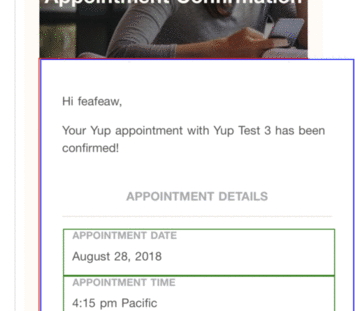 Appointment Confirmation
Hi feafeaw,
Your Yup appointment with Yup Test 3 has been
confirmed!
APPOINTMENT DETAILS
APPOINTMENT DATE
August 28, 2018
APPOINTMENT TIME
4:15 pm Pacific